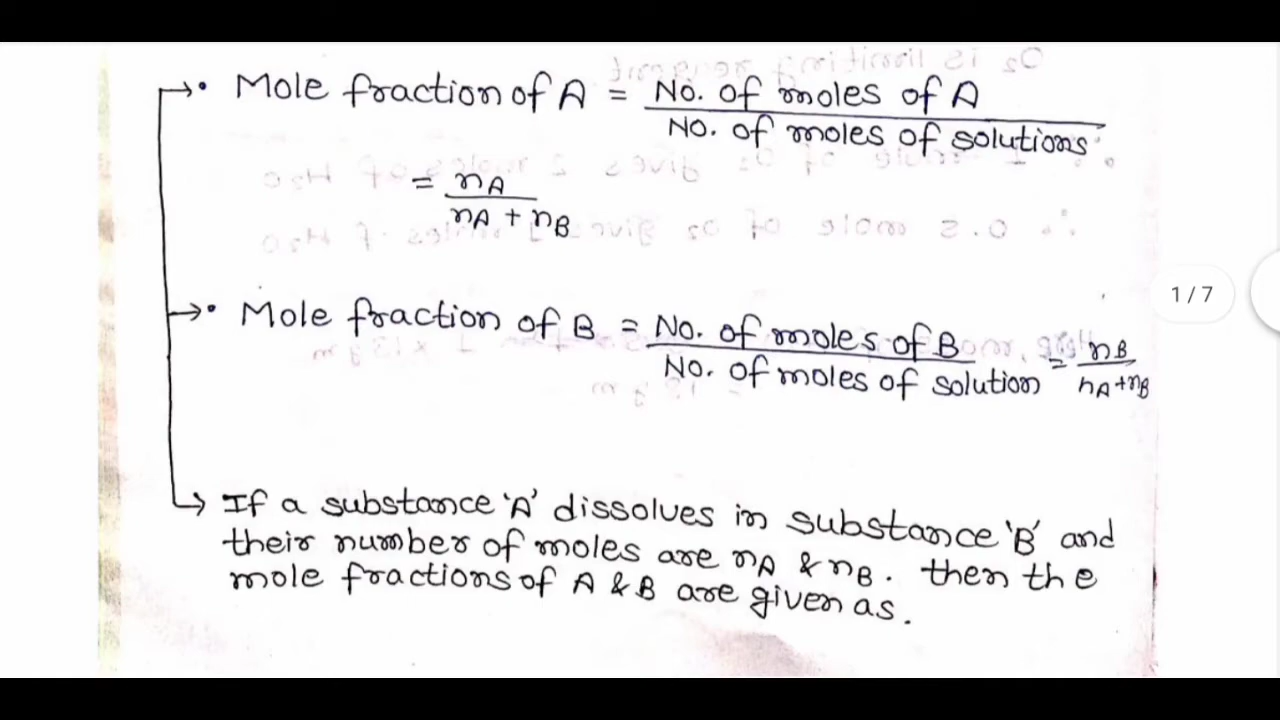 →• Mole fraction of A = No. of moles of A
No. of moles of solutions
= nA
nA + nB
→• Mole fraction of B = No. of moles of B = nB
No. of moles of solution nA+nB
1/7
↳ If a substance 'A' dissolves in substance 'B' and
their number of moles are nA & nB. then the
mole fractions of A & B are given as.